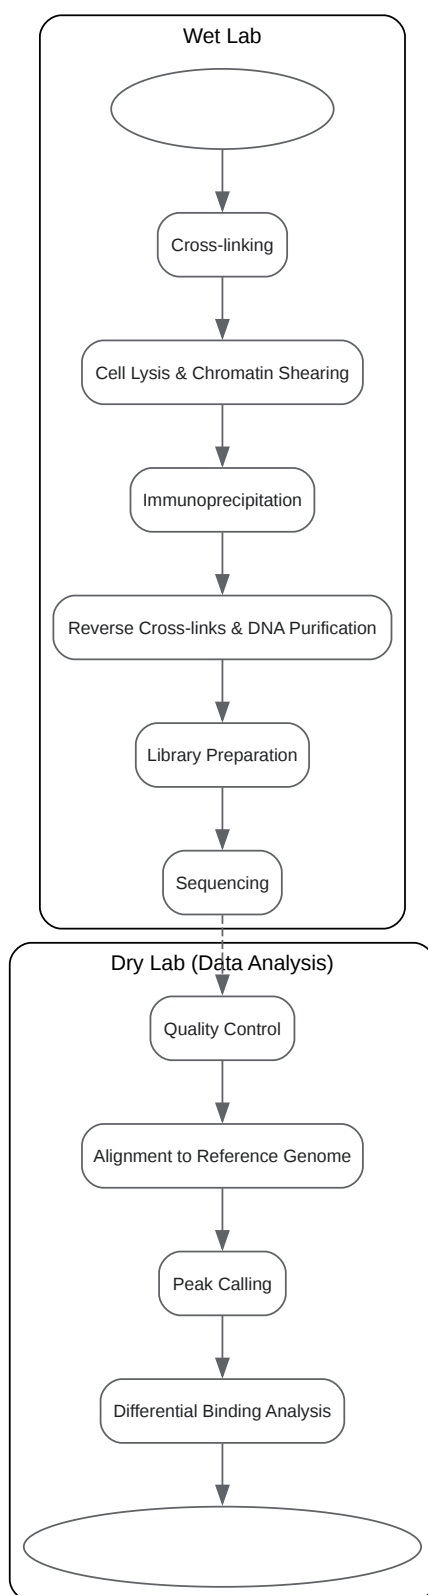 Wet Lab
Cross-linking
Cell Lysis & Chromatin Shearing
Immunoprecipitation
Reverse Cross-links & DNA Purification
Library Preparation
Sequencing
Dry Lab (Data Analysis)
Quality Control
Alignment to Reference Genome
Peak Calling
Differential Binding Analysis